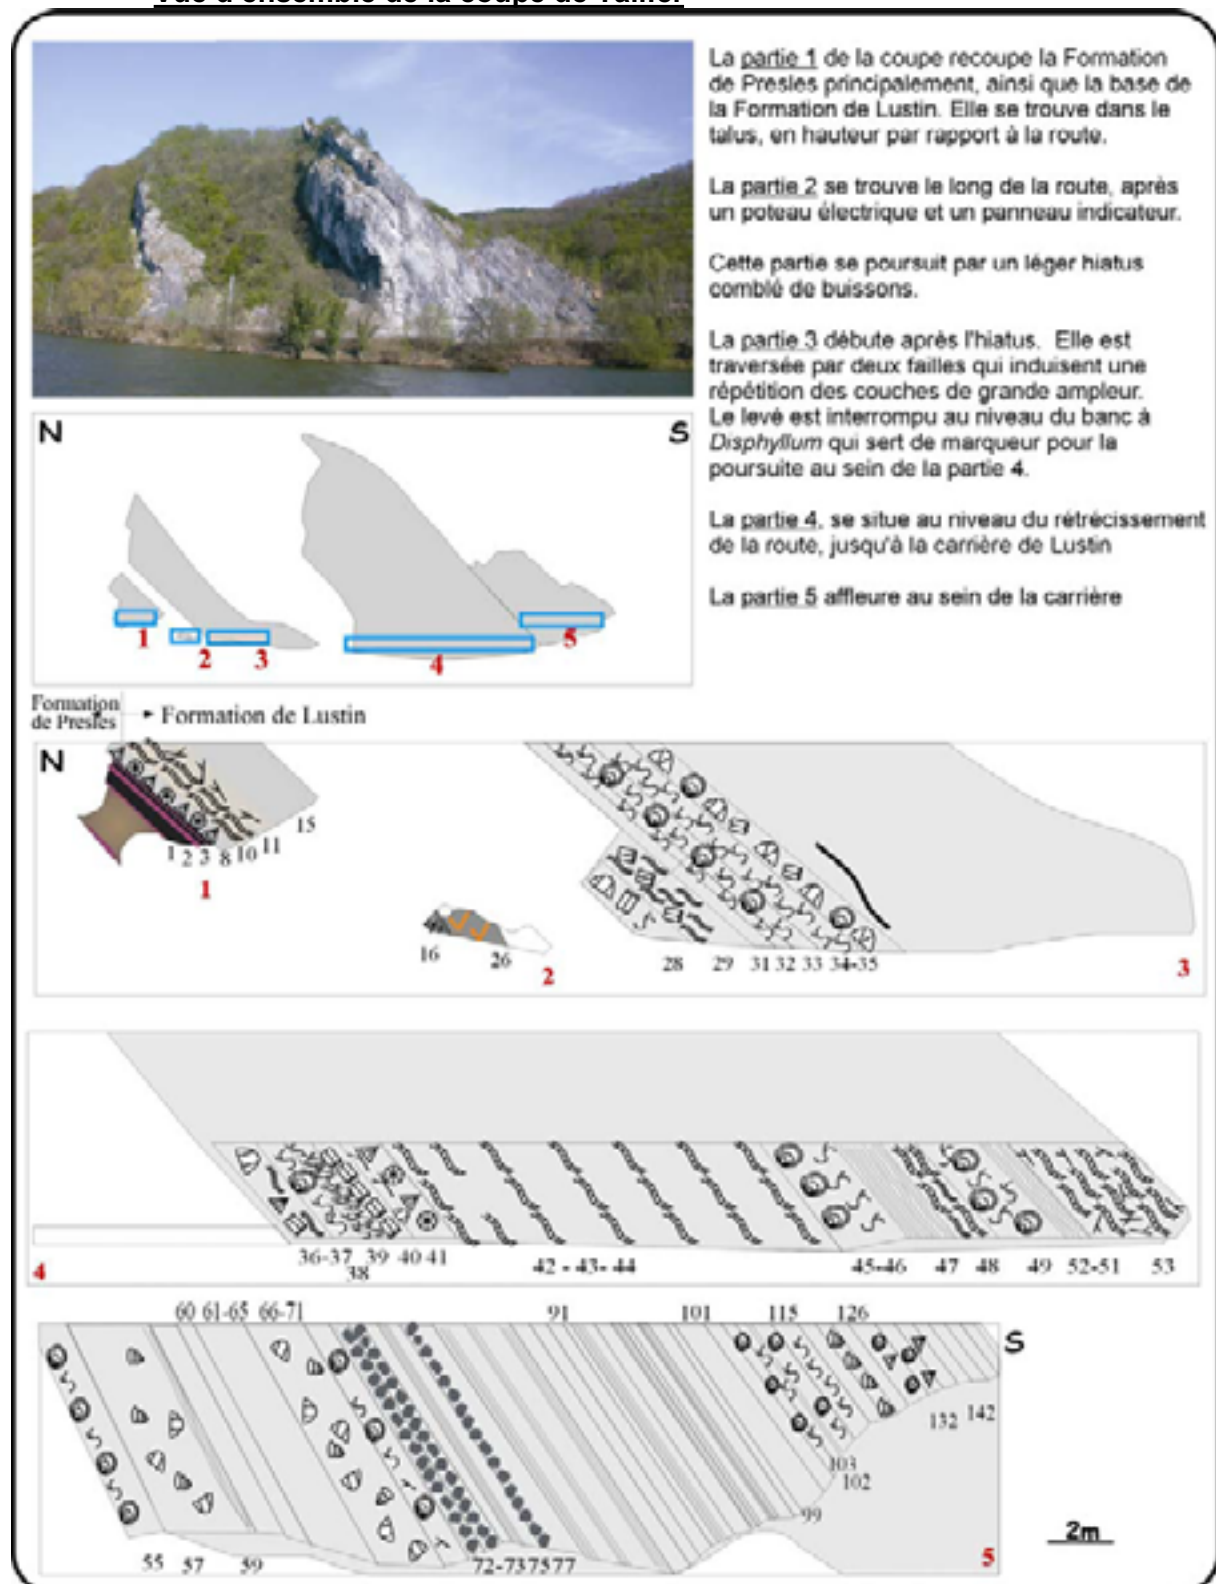 Vue d'ensemble de la coupe de Tailfer
La partie 1 de la coupe recoupe la Formation
de Presles principalement, ainsi que la base de
la Formation de Lustin. Elle se trouve dans le
talus, en hauteur par rapport à la route.
La partie 2 se trouve le long de la route, après
un poteau électrique et un panneau indicateur.
Cette partie se poursuit par un léger hiatus
comblé de buissons.
La partie 3 débute après l'hiatus. Elle est
traversée par deux failles qui induisent une
répétition des couches de grande ampleur.
Le levé est interrompu au niveau du banc à
Disphyllum qui sert de marqueur pour la
poursuite au sein de la partie 4.
La partie 4, se situe au niveau du rétrécissement
de la route, jusqu'à la carrière de Lustin
La partie 5 affleure au sein de la carrière
N S
1 2 3 4 5
Formation
de Presles
Formation de Lustin
N
1 2 3 8 10 11 15
1
16 26
2
28 29 31 32 33 34-35
3
36-37 38 39 40 41 42 - 43- 44 45-46 47 48 49 52-51 53
4
60 61-65 66-71 91 101 115 126
S
132 142
103
102
99
55 57 59 72-73 75 77
5
2m